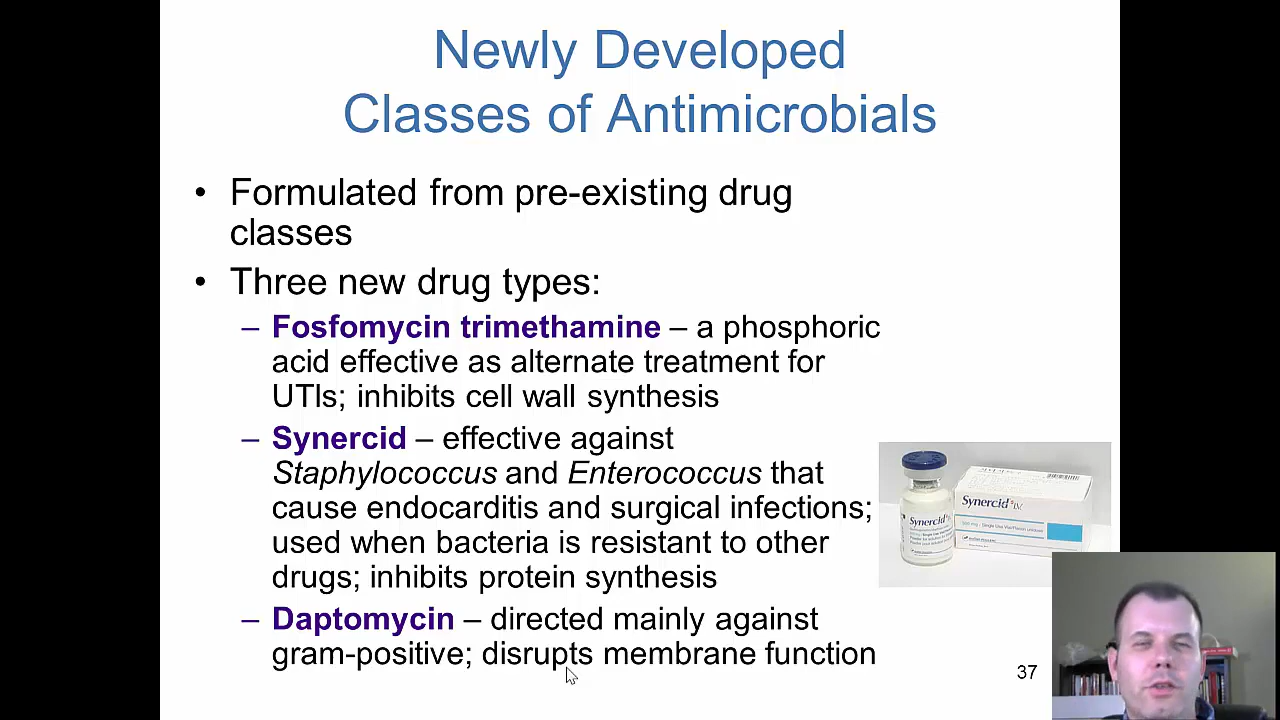 Newly Developed
Classes of Antimicrobials
• Formulated from pre-existing drug
classes
• Three new drug types:
– Fosfomycin trimethamine – a phosphoric
acid effective as alternate treatment for
UTIs; inhibits cell wall synthesis
– Synercid – effective against
Staphylococcus and Enterococcus that
cause endocarditis and surgical infections;
used when bacteria is resistant to other
drugs; inhibits protein synthesis
– Daptomycin – directed mainly against
gram-positive; disrupts membrane function
Synercid I.V.
Synercid
37